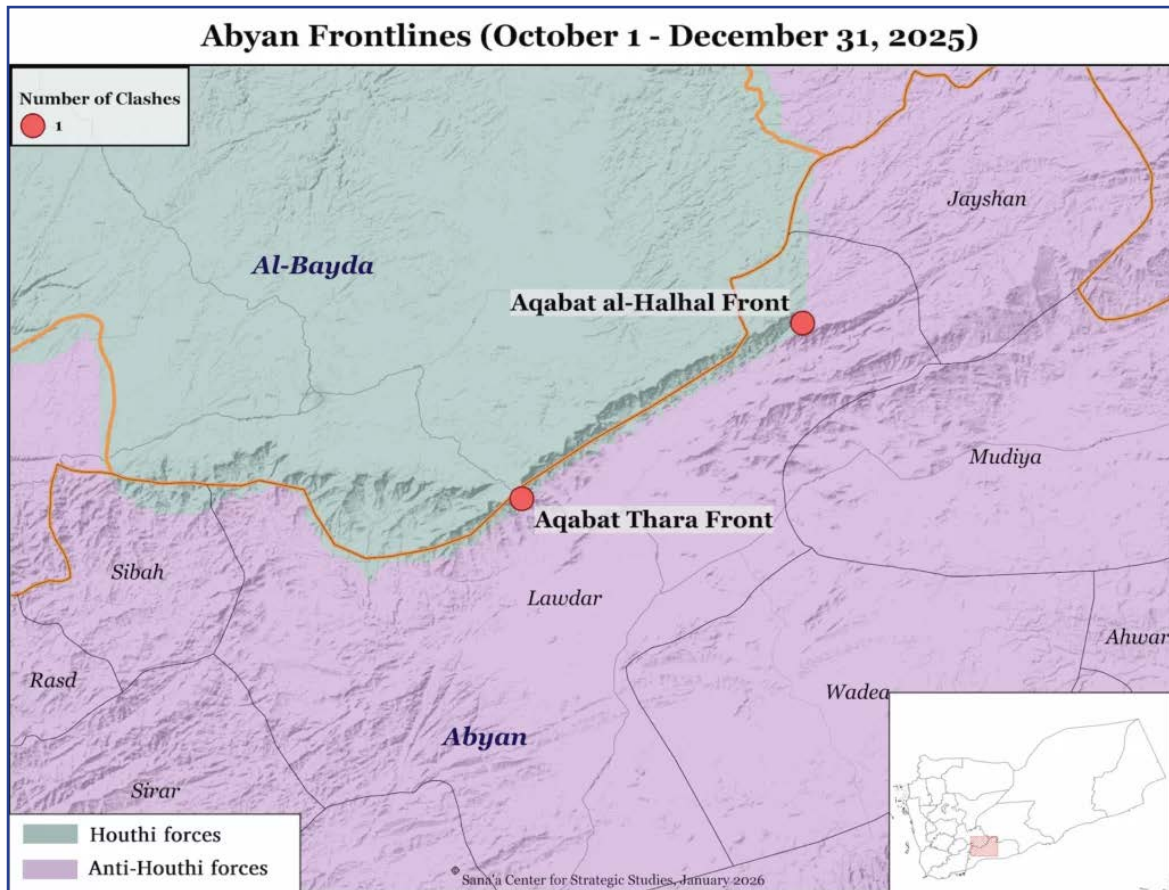 Abyan Frontlines (October 1 - December 31, 2025)
Number of Clashes
1
Jayshan
Al-Bayda
Aqabat al-Halhal Front
Mudiya
Aqabat Thara Front
Sibah
Lawdar
Ahwar
Rasd
Wadea
Abyan
Sirar
Houthi forces
Anti-Houthi forces
Sana'a Center for Strategic Studies, January 2026